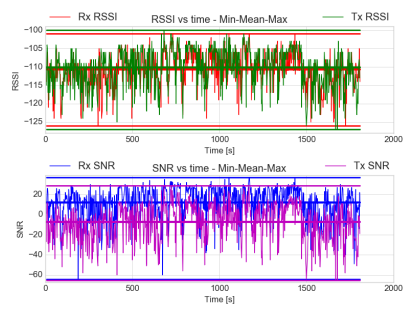 Rx RSSI
Tx RSSI
RSSI vs time - Min-Mean-Max
−100
−105
−110
−115
−120
−125
RSSI
0
500
1000
1500
2000
Time [s]
Rx SNR
Tx SNR
SNR vs time - Min-Mean-Max
20
0
−20
−40
−60
SNR
0
500
1000
1500
2000
Time [s]